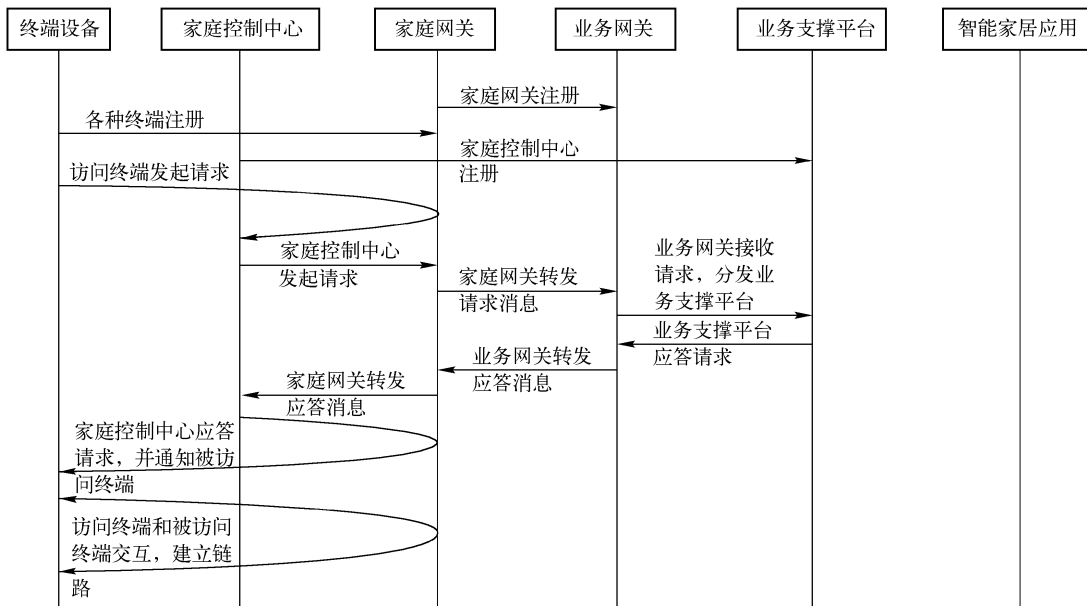 终端设备
家庭控制中心
家庭网关
业务网关
业务支撑平台
智能家居应用
家庭网关注册
各种终端注册
家庭控制中心
注册
访问终端发起请求
家庭控制中心
发起请求
家庭网关转发
请求消息
业务网关接收
请求，分发业
务支撑平台
业务支撑平台
应答请求
业务网关转发
应答消息
家庭网关转发
应答消息
家庭控制中心应答
请求，并通知被访
问终端
访问终端和被访问
终端交互，建立链
路